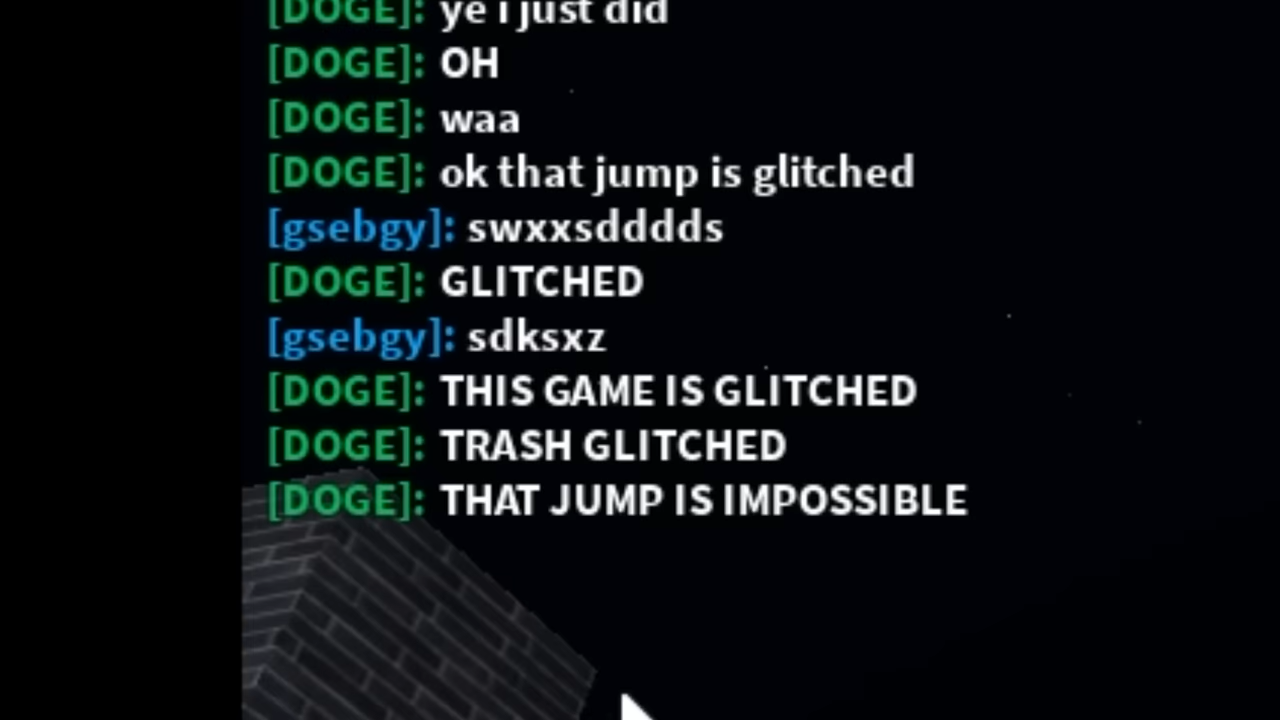 [DOGE]: ye i just did
[DOGE]: OH
[DOGE]: waa
[DOGE]: ok that jump is glitched
[gsebgy]: swxxsdddds
[DOGE]: GLITCHED
[gsebgy]: sdksxz
[DOGE]: THIS GAME IS GLITCHED
[DOGE]: TRASH GLITCHED
[DOGE]: THAT JUMP IS IMPOSSIBLE